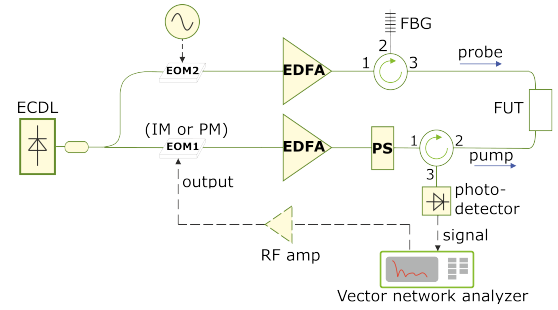 FBG
2
EOM2
EDFA
1
3
probe
ECDL
FUT
(IM or PM)
EOM1
EDFA
PS
1
2
pump
output
3
photo-
detector
signal
RF amp
Vector network analyzer